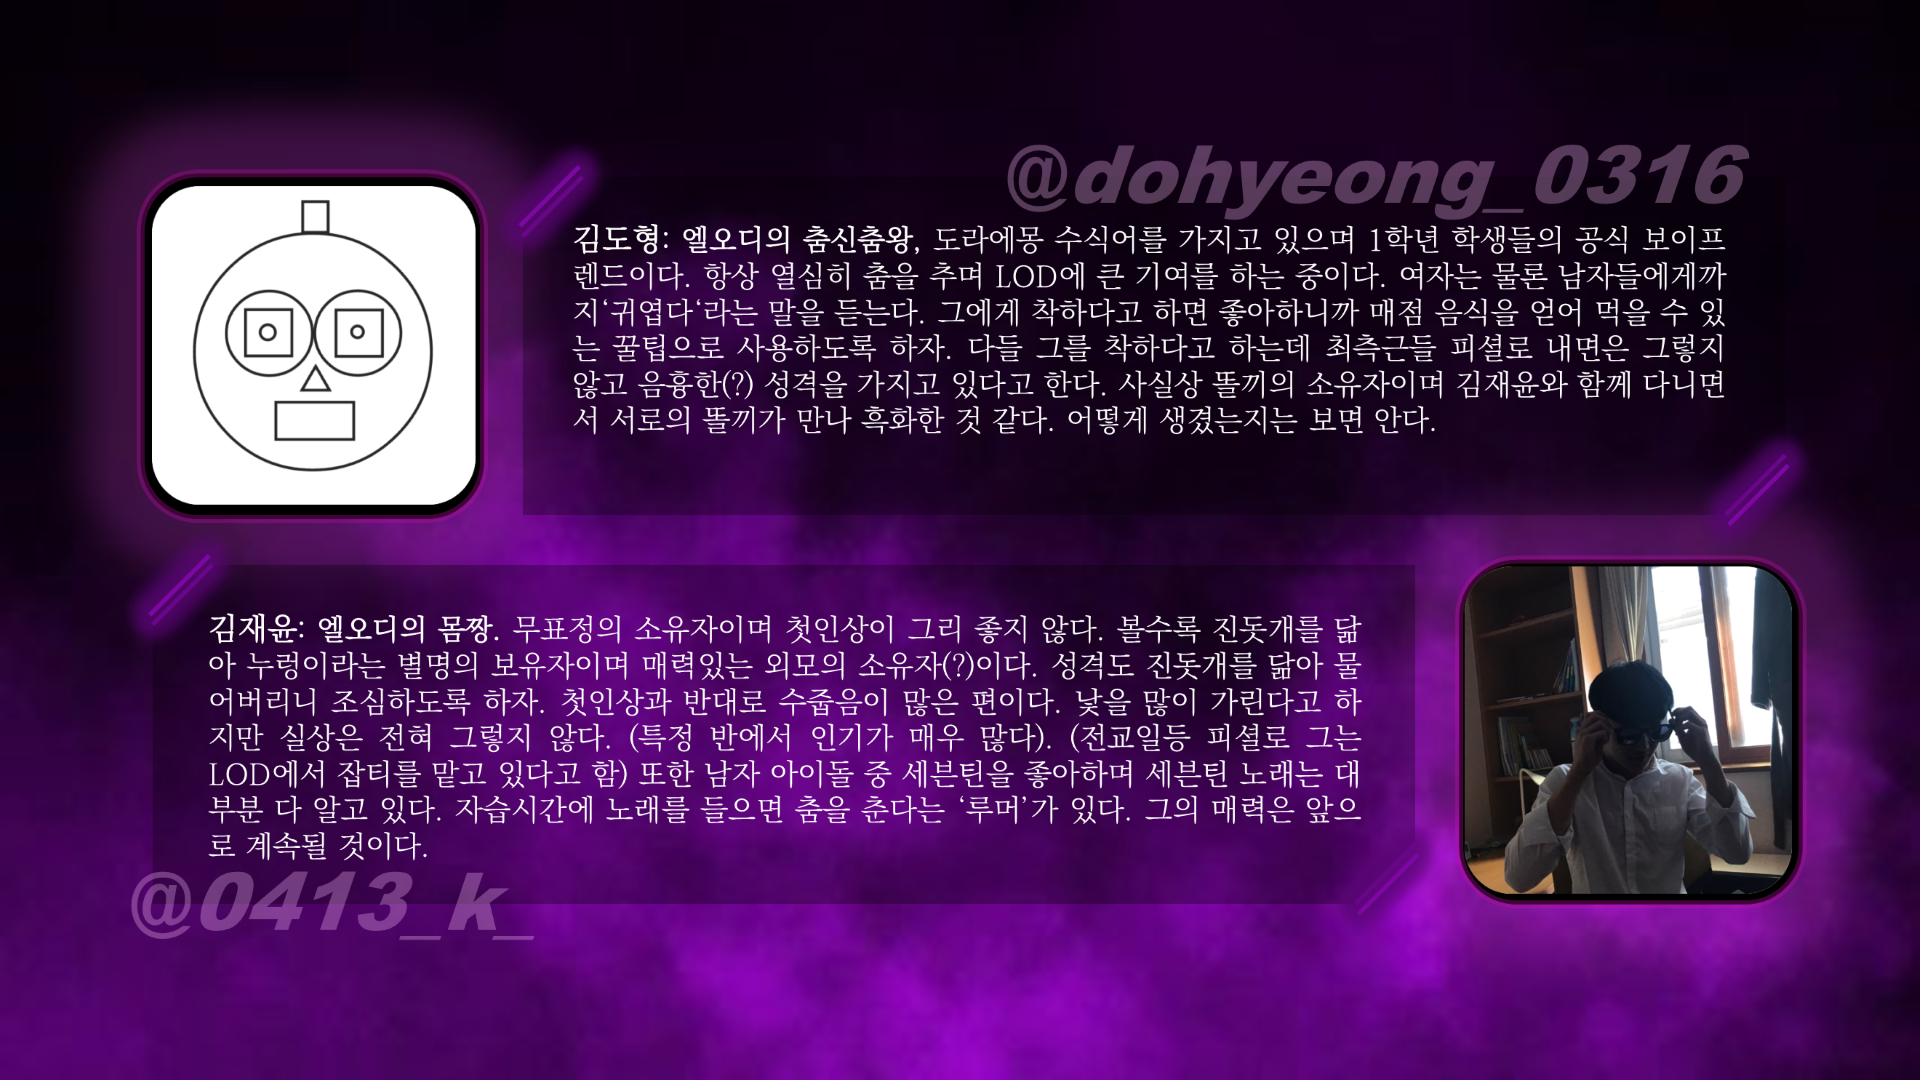 @dohyeong_0316
김도형: 엘오디의 춤신춤왕, 도라에몽 수식어를 가지고 있으며 1학년 학생들의 공식 보이프
렌드이다. 항상 열심히 춤을 추며 LOD에 큰 기여를 하는 중이다. 여자는 물론 남자들에게까
지‘귀엽다‘라는 말을 듣는다. 그에게 착하다고 하면 좋아하니까 매점 음식을 얻어 먹을 수 있
는 꿀팁으로 사용하도록 하자. 다들 그를 착하다고 하는데 최측근들 피셜로 내면은 그렇지
않고 음흉한(?) 성격을 가지고 있다고 한다. 사실상 똘끼의 소유자이며 김재윤와 함께 다니면
서 서로의 똘끼가 만나 흑화한 것 같다. 어떻게 생겼는지는 보면 안다.
김재윤: 엘오디의 몸짱. 무표정의 소유자이며 첫인상이 그리 좋지 않다. 볼수록 진돗개를 닮
아 누렁이라는 별명의 보유자이며 매력있는 외모의 소유자(?)이다. 성격도 진돗개를 닮아 물
어버리니 조심하도록 하자. 첫인상과 반대로 수줍음이 많은 편이다. 낯을 많이 가린다고 하
지만 실상은 전혀 그렇지 않다. (특정 반에서 인기가 매우 많다). (전교일등 피셜로 그는
LOD에서 잡티를 맡고 있다고 함) 또한 남자 아이돌 중 세븐틴을 좋아하며 세븐틴 노래는 대
부분 다 알고 있다. 자습시간에 노래를 들으면 춤을 춘다는 ‘루머’가 있다. 그의 매력은 앞으
로 계속될 것이다.
@0413_k_